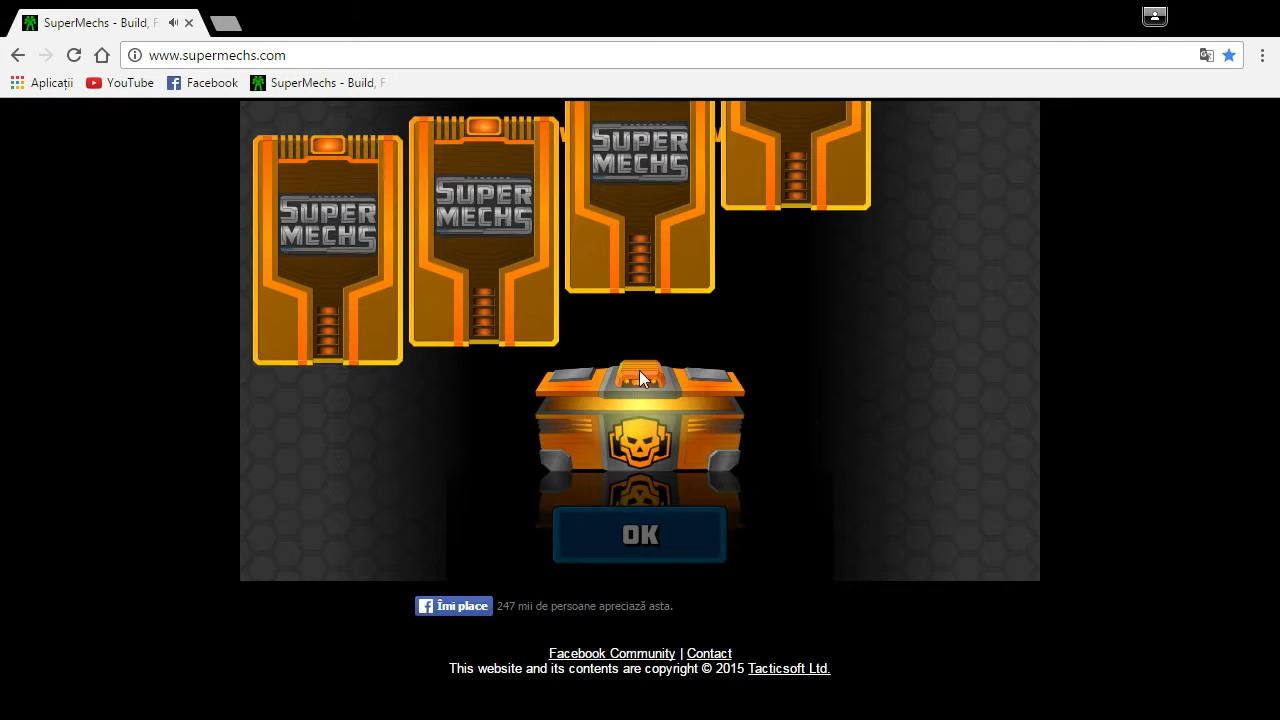 SuperMechs - Build, F
www.supermechs.com
Aplicații
YouTube
Facebook
SuperMechs - Build, F
SUPER
MECHS
SUPER
MECHS
SUPER
MECHS
OK
Îmi place
247 mii de persoane apreciază asta.
Facebook Community | Contact
This website and its contents are copyright © 2015 Tacticsoft Ltd.